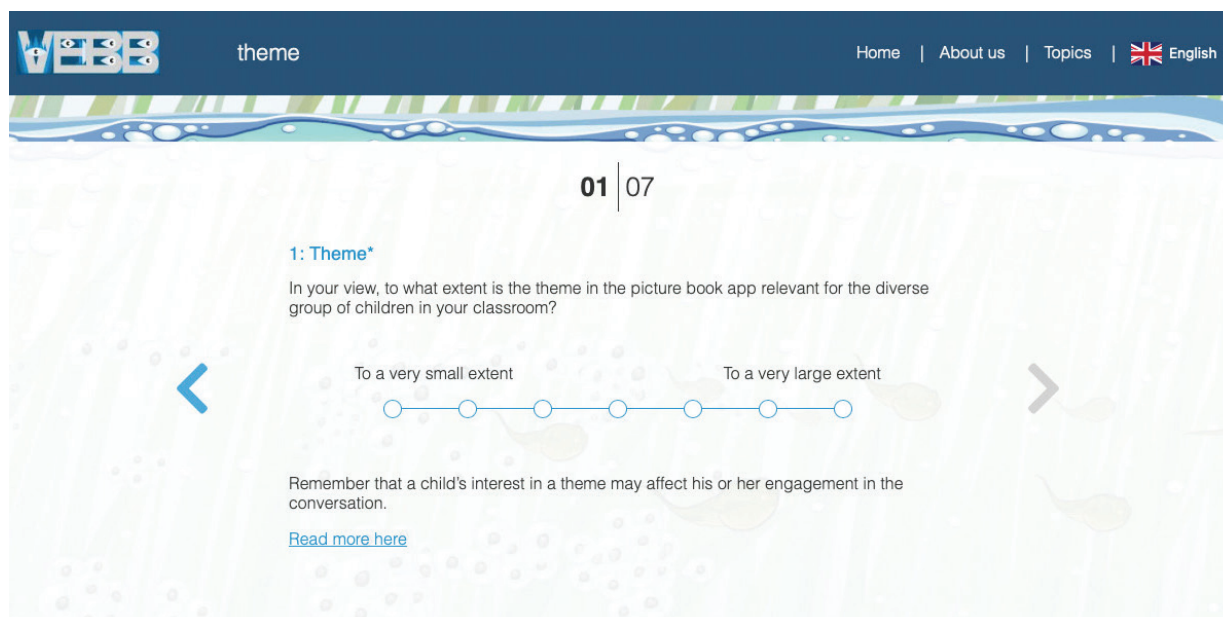 VEBB
theme
Home | About us | Topics | English
01 | 07
1: Theme*
In your view, to what extent is the theme in the picture book app relevant for the diverse
group of children in your classroom?
To a very small extent To a very large extent
Remember that a child's interest in a theme may affect his or her engagement in the
conversation.
Read more here